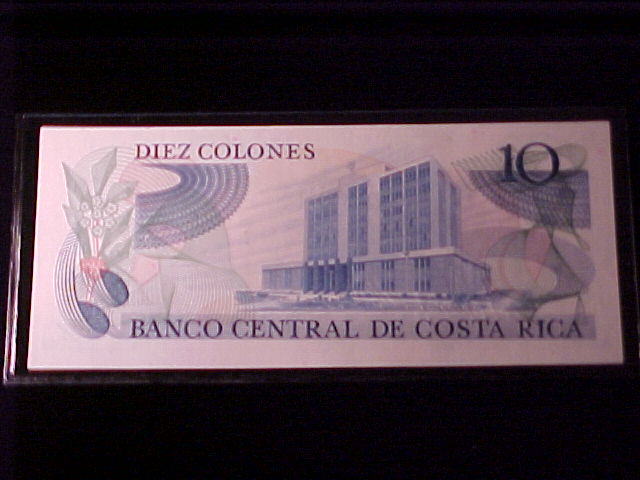 DIEZ COLONES
10
BANCO CENTRAL DE COSTA RICA